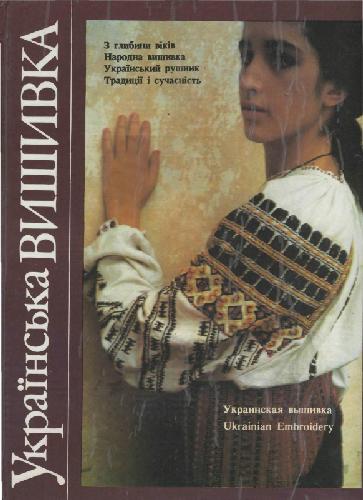 Українська ВИШИВКА
З глибини віків
Народна вишивка
Український рушник
Традиції і сучасність
Украинская вышивка
Ukrainian Embroidery